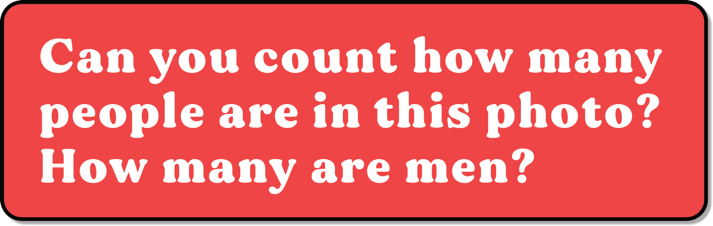 Can you count how many
people are in this photo?
How many are men?